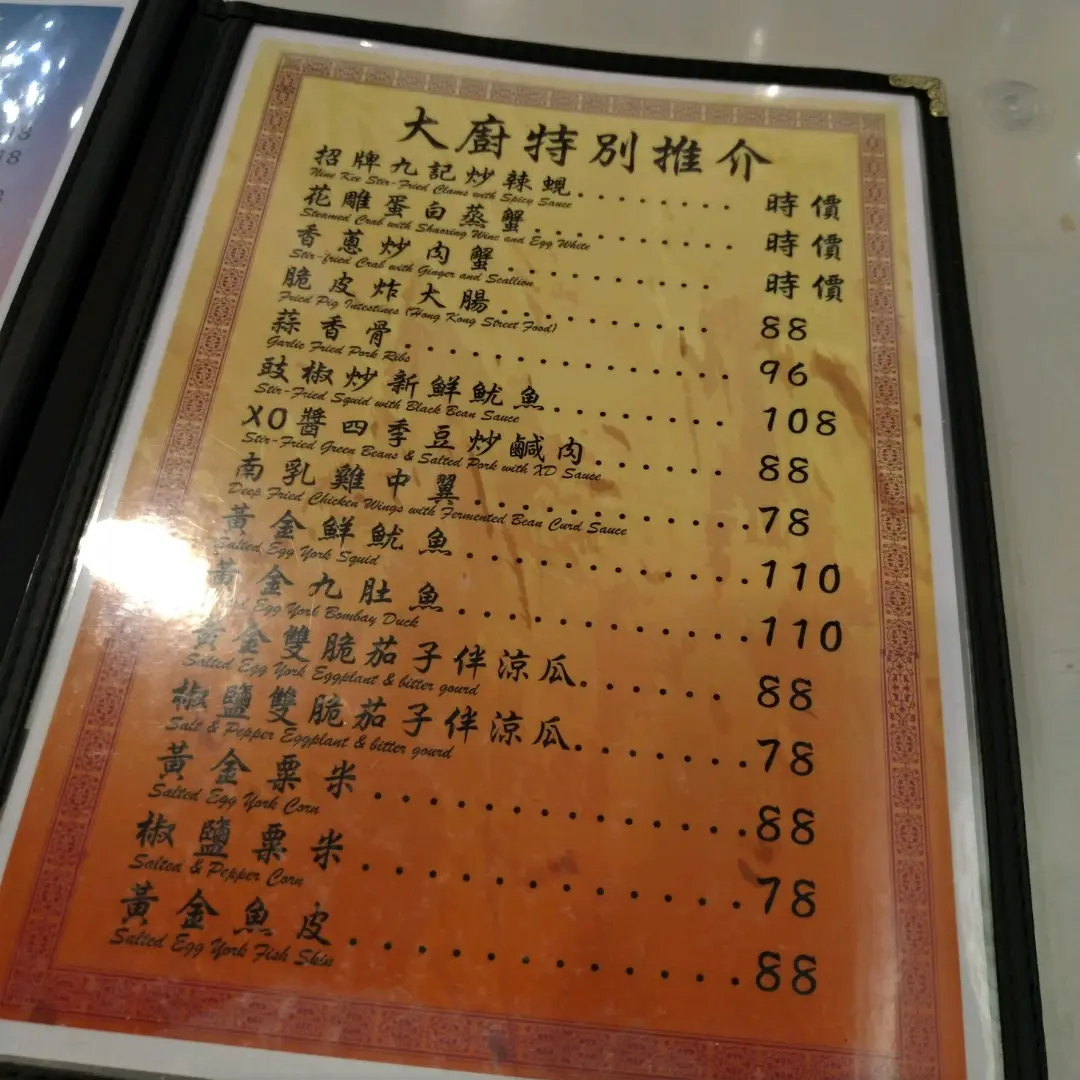 大廚特別推介
招牌九記炒辣蜆........ 時價
Nine Kee Stir-Fried Clams with Spicy Sauce
花雕蛋白蒸蟹.......... 時價
Steamed Crab with Shaoxing Wine and Egg White
香蔥炒肉蟹.......... 時價
Stir-fried Crab with Ginger and Scallion
脆皮炸大腸........... 88
Fried Pig Intestines (Hong Kong Street Food)
蒜香骨............... 96
Garlic Fried Pork Ribs
豉椒炒新鮮魷魚........ 108
Stir-Fried Squid with Black Bean Sauce
XO醬四季豆炒鹹肉...... 88
Stir-Fried Green Beans & Salted Pork with XD Sauce
南乳雞中翼............. 78
Deep Fried Chicken Wings with Fermented Bean Curd Sauce
黃金鮮魷魚..............110
Salted Egg York Squid
黃金九肚魚..............110
Egg York Bombay Duck
黃金雙脆茄子伴涼瓜...... 88
Salted Egg York Eggplant & bitter gourd
椒鹽雙脆茄子伴涼瓜.......78
Salt & Pepper Eggplant & bitter gourd
黃金粟米................88
Salted Egg York Corn
椒鹽粟米................78
Salted & Pepper Corn
黃金魚皮................88
Salted Egg York Fish Skin